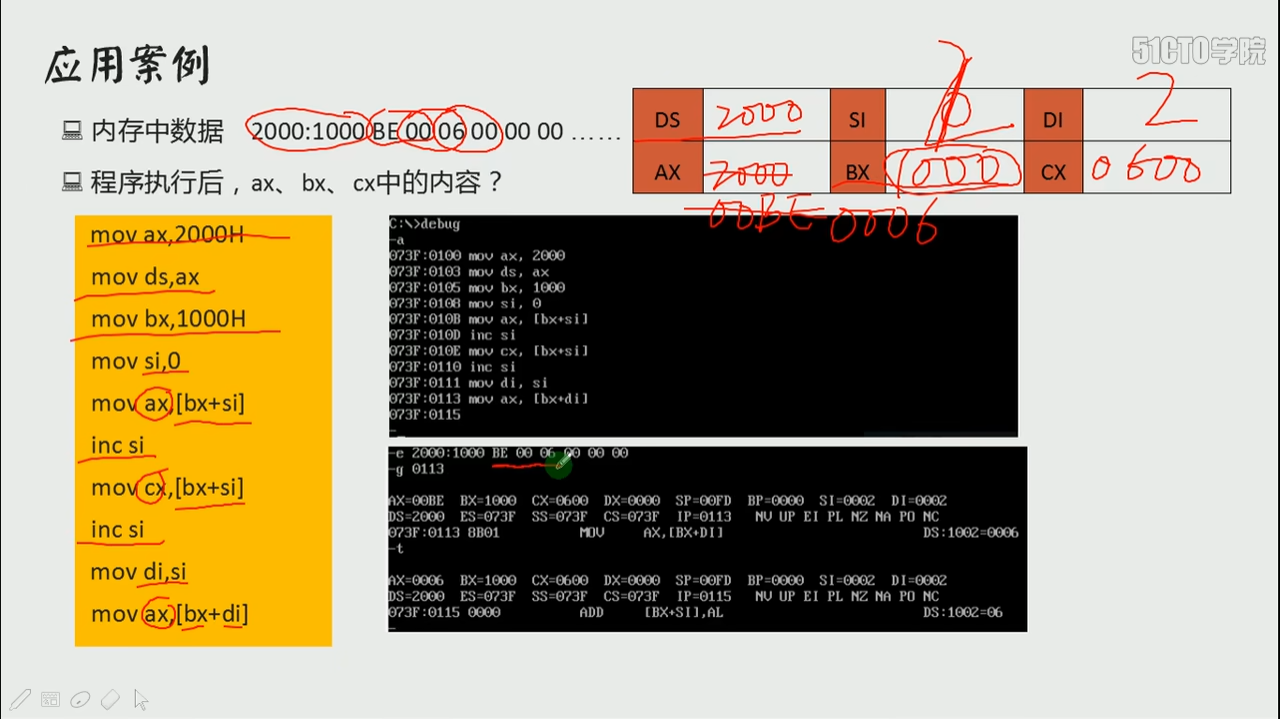 应用案例
51CTO学院
内存中数据 2000:1000 BE 00 06 00 00 00 ……
程序执行后，ax、bx、cx中的内容？
DS 2000 SI DI 2
AX 2000 BX 1000 CX 0600
00BE 0006
mov ax,2000H
mov ds,ax
mov bx,1000H
mov si,0
mov ax,[bx+si]
inc si
mov cx,[bx+si]
inc si
mov di,si
mov ax,[bx+di]
C:\>debug
-a
073F:0100 mov ax, 2000
073F:0103 mov ds, ax
073F:0105 mov bx, 1000
073F:0108 mov si, 0
073F:010B mov ax, [bx+si]
073F:010D inc si
073F:010E mov cx, [bx+si]
073F:0110 inc si
073F:0111 mov di, si
073F:0113 mov ax, [bx+di]
073F:0115
-e 2000:1000 BE 00 06 00 00 00
-g 0113
AX=00BE BX=1000 CX=0600 DX=0000 SP=00FD BP=0000 SI=0002 DI=0002
DS=2000 ES=073F SS=073F CS=073F IP=0113 NV UP EI PL NZ NA PO NC
073F:0113 8B01 MOV AX,[BX+DI] DS:1002=0006
-t
AX=0006 BX=1000 CX=0600 DX=0000 SP=00FD BP=0000 SI=0002 DI=0002
DS=2000 ES=073F SS=073F CS=073F IP=0115 NV UP EI PL NZ NA PO NC
073F:0115 0000 ADD [BX+SI],AL DS:1002=06
-